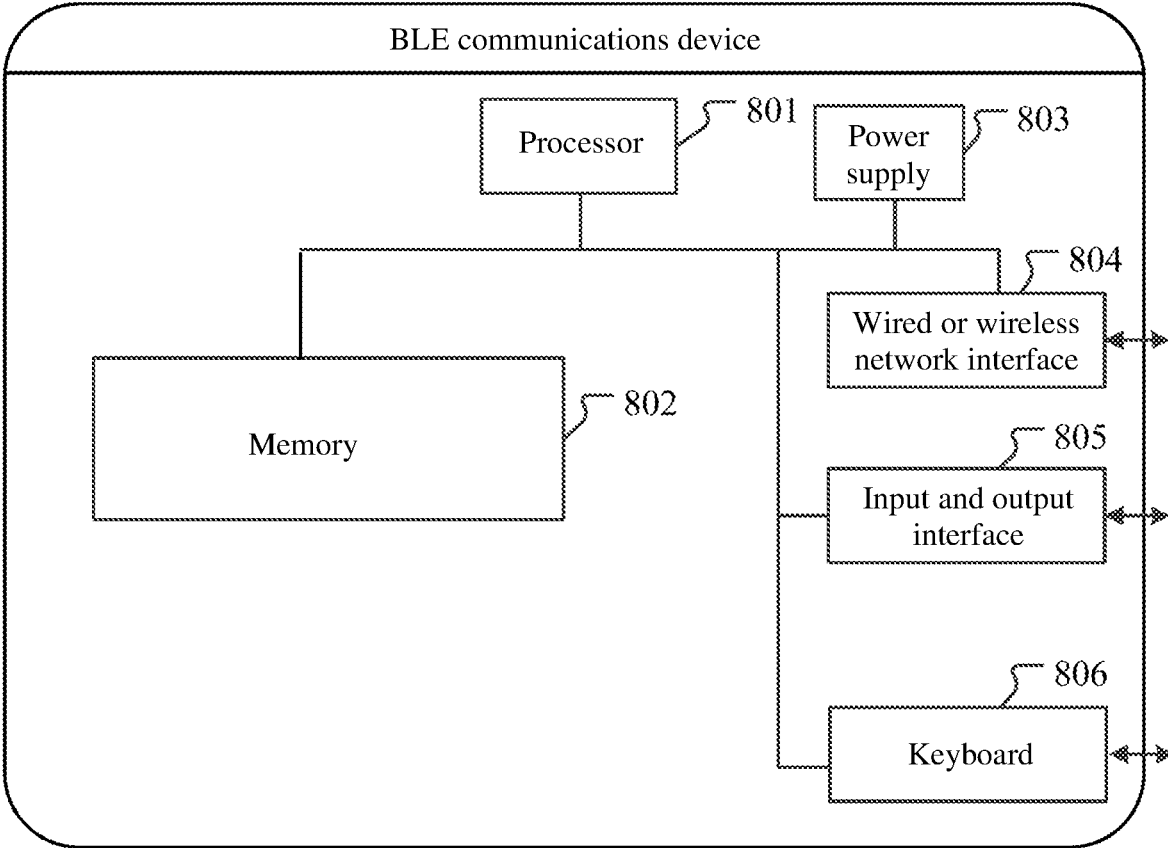 BLE communications device
801
Processor
803
Power
supply
804
Wired or wireless
network interface
802
Memory
805
Input and output
interface
806
Keyboard